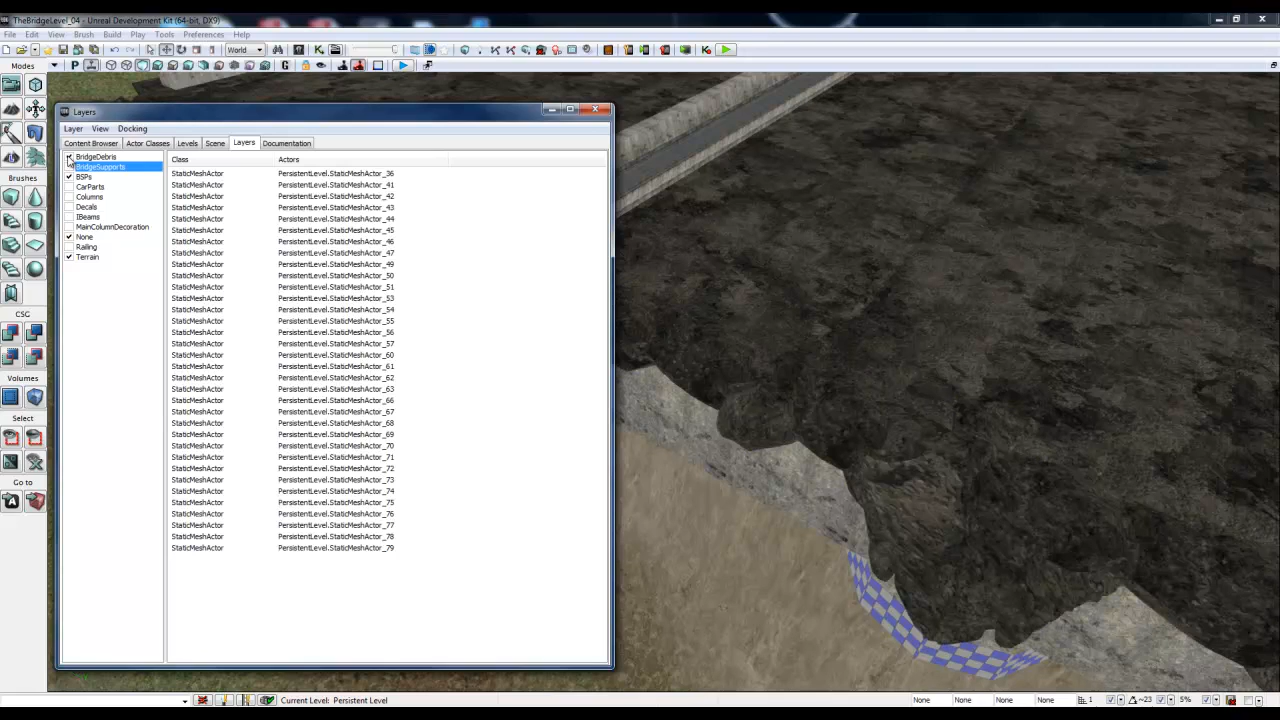 TheBridgeLevel_04 - Unreal Development Kit (64-bit, DX9)
File Edit View Brush Build Play Tools Preferences Help
World
Modes
P G
Layers
Layer View Docking
Content Browser Actor Classes Levels Scene Layers Documentation
BridgeDebris
BridgeSupports
BSPs
CarParts
Columns
Decals
IBeams
MainColumnDecoration
None
Railing
Terrain
Class Actors
StaticMeshActor PersistentLevel.StaticMeshActor_36
StaticMeshActor PersistentLevel.StaticMeshActor_41
StaticMeshActor PersistentLevel.StaticMeshActor_42
StaticMeshActor PersistentLevel.StaticMeshActor_43
StaticMeshActor PersistentLevel.StaticMeshActor_44
StaticMeshActor PersistentLevel.StaticMeshActor_45
StaticMeshActor PersistentLevel.StaticMeshActor_46
StaticMeshActor PersistentLevel.StaticMeshActor_47
StaticMeshActor PersistentLevel.StaticMeshActor_49
StaticMeshActor PersistentLevel.StaticMeshActor_50
StaticMeshActor PersistentLevel.StaticMeshActor_51
StaticMeshActor PersistentLevel.StaticMeshActor_53
StaticMeshActor PersistentLevel.StaticMeshActor_54
StaticMeshActor PersistentLevel.StaticMeshActor_55
StaticMeshActor PersistentLevel.StaticMeshActor_56
StaticMeshActor PersistentLevel.StaticMeshActor_57
StaticMeshActor PersistentLevel.StaticMeshActor_60
StaticMeshActor PersistentLevel.StaticMeshActor_61
StaticMeshActor PersistentLevel.StaticMeshActor_62
StaticMeshActor PersistentLevel.StaticMeshActor_63
StaticMeshActor PersistentLevel.StaticMeshActor_66
StaticMeshActor PersistentLevel.StaticMeshActor_67
StaticMeshActor PersistentLevel.StaticMeshActor_68
StaticMeshActor PersistentLevel.StaticMeshActor_69
StaticMeshActor PersistentLevel.StaticMeshActor_70
StaticMeshActor PersistentLevel.StaticMeshActor_71
StaticMeshActor PersistentLevel.StaticMeshActor_72
StaticMeshActor PersistentLevel.StaticMeshActor_73
StaticMeshActor PersistentLevel.StaticMeshActor_74
StaticMeshActor PersistentLevel.StaticMeshActor_75
StaticMeshActor PersistentLevel.StaticMeshActor_76
StaticMeshActor PersistentLevel.StaticMeshActor_77
StaticMeshActor PersistentLevel.StaticMeshActor_78
StaticMeshActor PersistentLevel.StaticMeshActor_79
Brushes
CSG
Volumes
Select
Go to
Current Level: Persistent Level
None None None None 1 ~23 5%